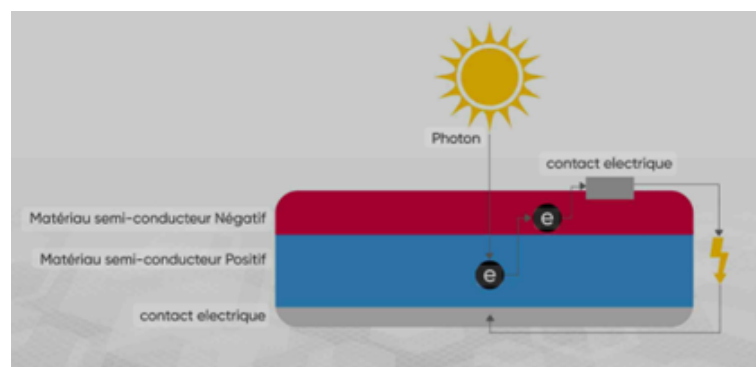 Photon
contact electrique
Matériau semi-conducteur Négatif
e
Matériau semi-conducteur Positif
e
contact electrique